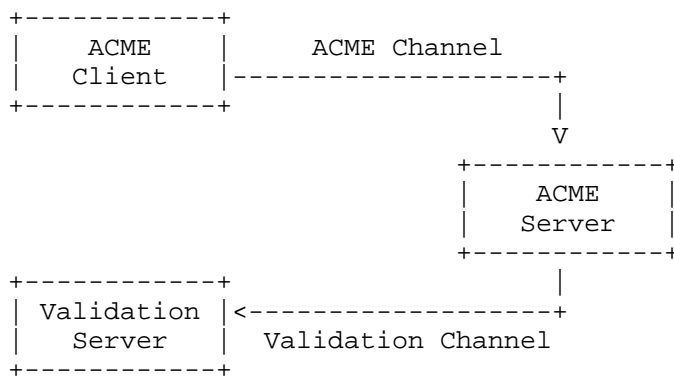 ACME ACME Channel
Client
ACME
Server
Validation
Server Validation Channel